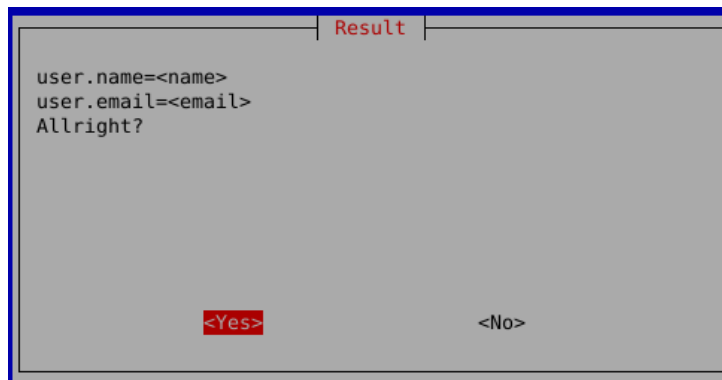 Result
user.name=<name>
user.email=<email>
Allright?
<Yes> <No>